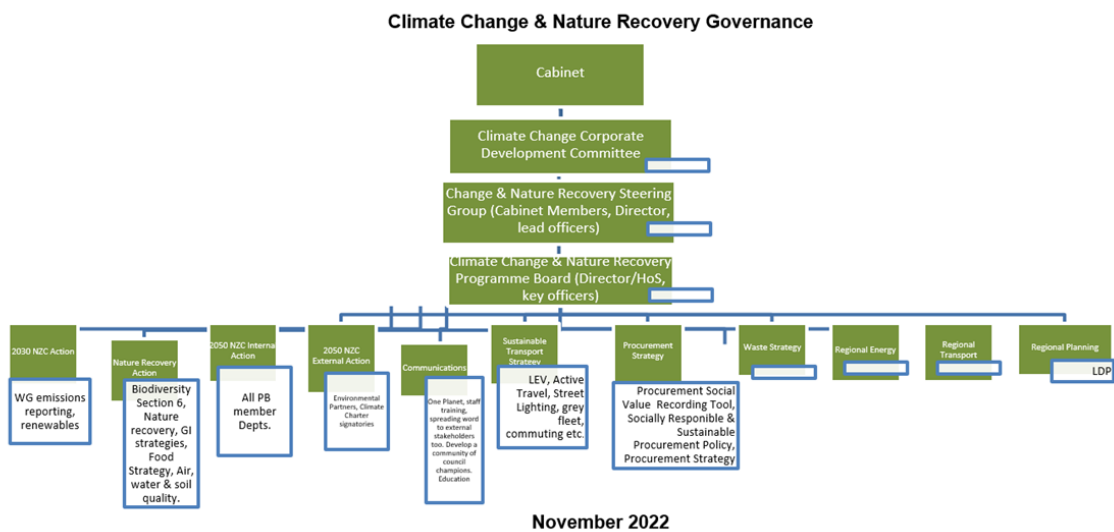 Climate Change & Nature Recovery Governance
Cabinet
Climate Change Corporate
Development Committee
Change & Nature Recovery Steering
Group (Cabinet Members, Director,
lead officers)
Climate Change & Nature Recovery
Programme Board (Director/HoS,
key officers)
2030 NZC Action
WG emissions
reporting,
renewables
Nature Recovery
Action
Biodiversity
Section 6,
Nature
recovery, GI
strategies,
Food
Strategy, Air,
water & soil
quality.
2050 NZC Internal
Action
All PB
member
Depts.
2050 NZC
External Action
Environmental
Partners, Climate
Charter
signatories
Communications
One Planet, staff
training,
spreading word
to external
stakeholders
too. Develop a
community of
council
champions.
Education
Sustainable
Transport
Strategy
LEV, Active
Travel, Street
Lighting, grey
fleet,
commuting etc.
Procurement
Strategy
Procurement Social
Value Recording Tool,
Socially Responible &
Sustainable
Procurement Policy,
Procurement Strategy
Waste Strategy
Regional Energy
Regional
Transport
Regional Planning
LDP
November 2022